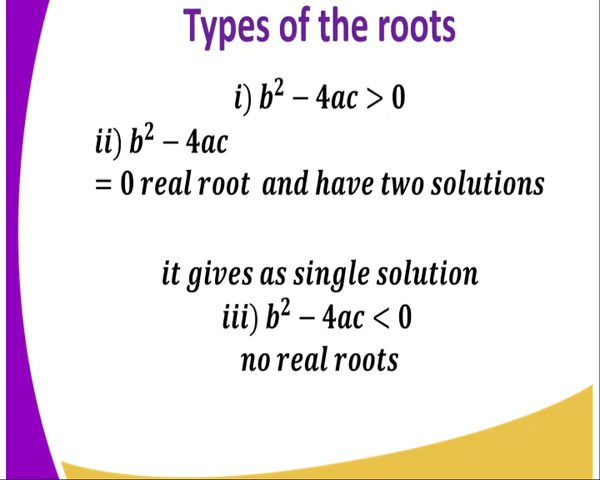 Types of the roots
i) b² − 4ac > 0
ii) b² − 4ac
= 0 real root and have two solutions
it gives as single solution
iii) b² − 4ac < 0
no real roots